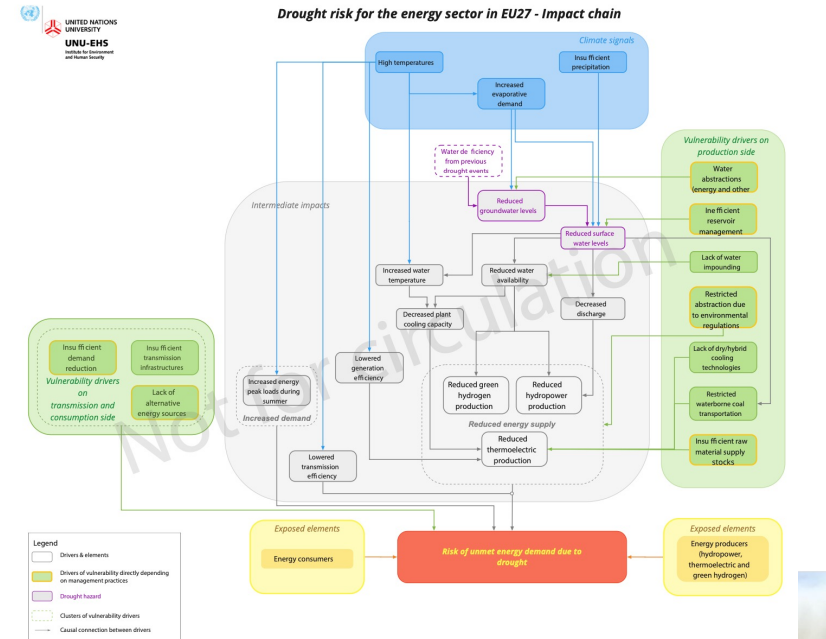 Drought risk for the energy sector in EU27 - Impact chain
UNITED NATIONS
UNIVERSITY
UNU-EHS
Institute for Environment
and Human Security
Climate signals
High temperatures
Insu fficient
precipitation
Increased
evaporative
demand
Vulnerability drivers on
production side
Water de ficiency
from previous
drought events
Water
abstractions
(energy and other
Intermediate impacts
Reduced
groundwater levels
Ine fficient
reservoir
management
Reduced surface
water levels
Increased water
temperature
Reduced water
availability
Lack of water
impounding
Decreased plant
cooling capacity
Decreased
discharge
Restricted
abstraction due
to environmental
regulations
Insu ffi cient
demand
reduction
Insu fficient
transmission
infrastructures
Lack of
alternative
energy sources
Vulnerability drivers
on
transmission and
consumption side
Lowered
generation
efficiency
Lack of dry/hybrid
cooling
technologies
Increased energy
peak loads during
summer
Increased demand
Reduced green
hydrogen
production
Reduced
hydropower
production
Reduced energy supply
Restricted
waterborne coal
transportation
Reduced
thermoelectric
production
Insu fficient raw
material supply
stocks
Lowered
transmission
efficiency
Not for circulation
Exposed elements
Energy consumers
Risk of unmet energy demand due to
drought
Exposed elements
Energy producers
(hydropower,
thermoelectric and
green hydrogen)
Legend
Drivers & elements
Drivers of vulnerability directly depending
on management practices
Drought hazard
Clusters of vulnerability drivers
Causal connection between drivers